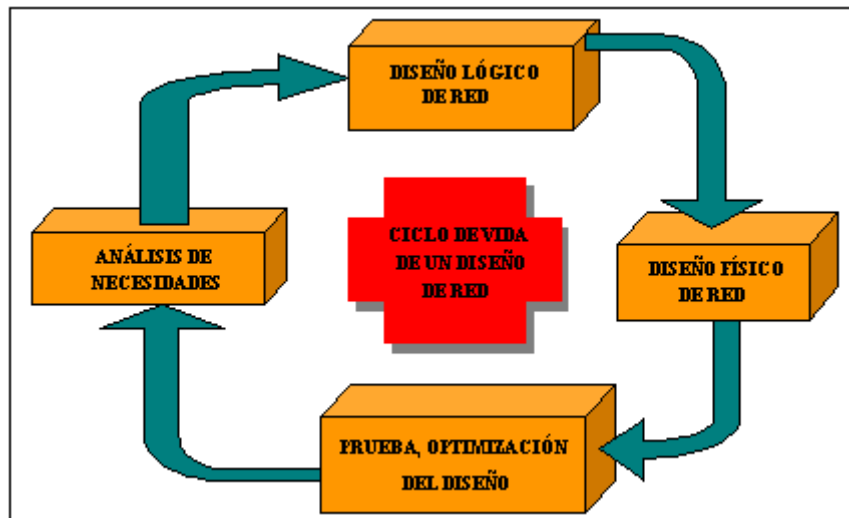 DISEÑO LÓGICO
DE RED
CICLO DE VIDA
DE UN DISEÑO
DE RED
ANÁLISIS DE
NECESIDADES
DISEÑO FÍSICO
DE RED
PRUEBA, OPTIMIZACIÓN
DEL DISEÑO